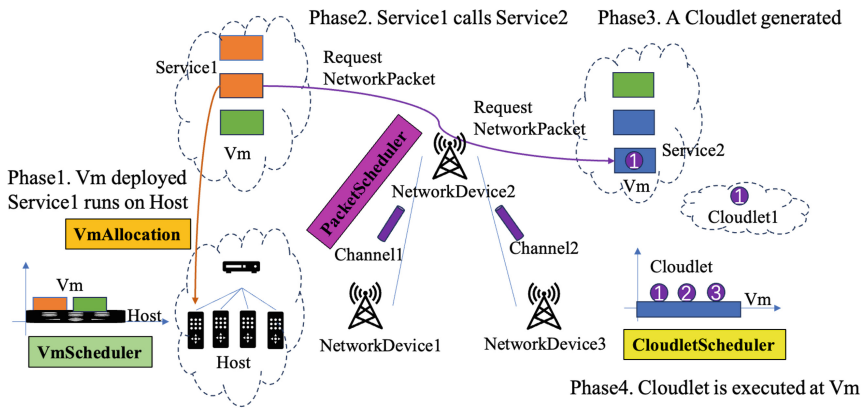 Phase2. Service1 calls Service2
Phase3. A Cloudlet generated
Service1
Request
NetworkPacket
Vm
Request
NetworkPacket
1
Service2
Vm
PacketScheduler
NetworkDevice2
Phase1. Vm deployed
Service1 runs on Host
VmAllocation
1
Cloudlet1
Channel1
Channel2
Vm
Host
VmScheduler
Host
NetworkDevice1
NetworkDevice3
Cloudlet
1 2 3
Vm
CloudletScheduler
Phase4. Cloudlet is executed at Vm